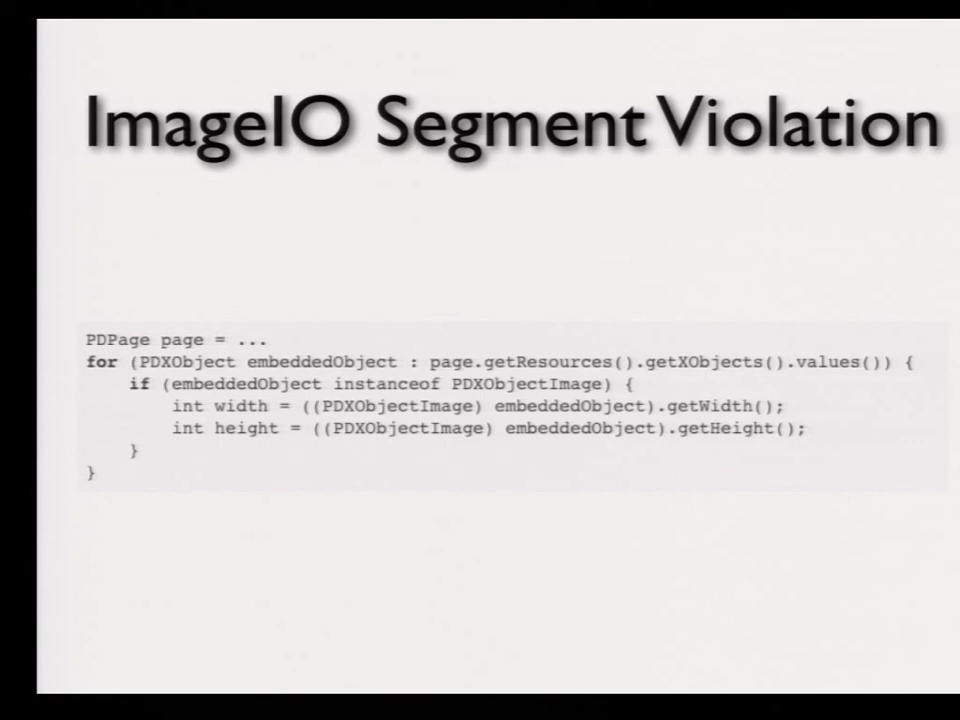 ImageIO Segment Violation
PDPage page = ...
for (PDXObject embeddedObject : page.getResources().getXObjects().values()) {
    if (embeddedObject instanceof PDXObjectImage) {
        int width = ((PDXObjectImage) embeddedObject).getWidth();
        int height = ((PDXObjectImage) embeddedObject).getHeight();
    }
}